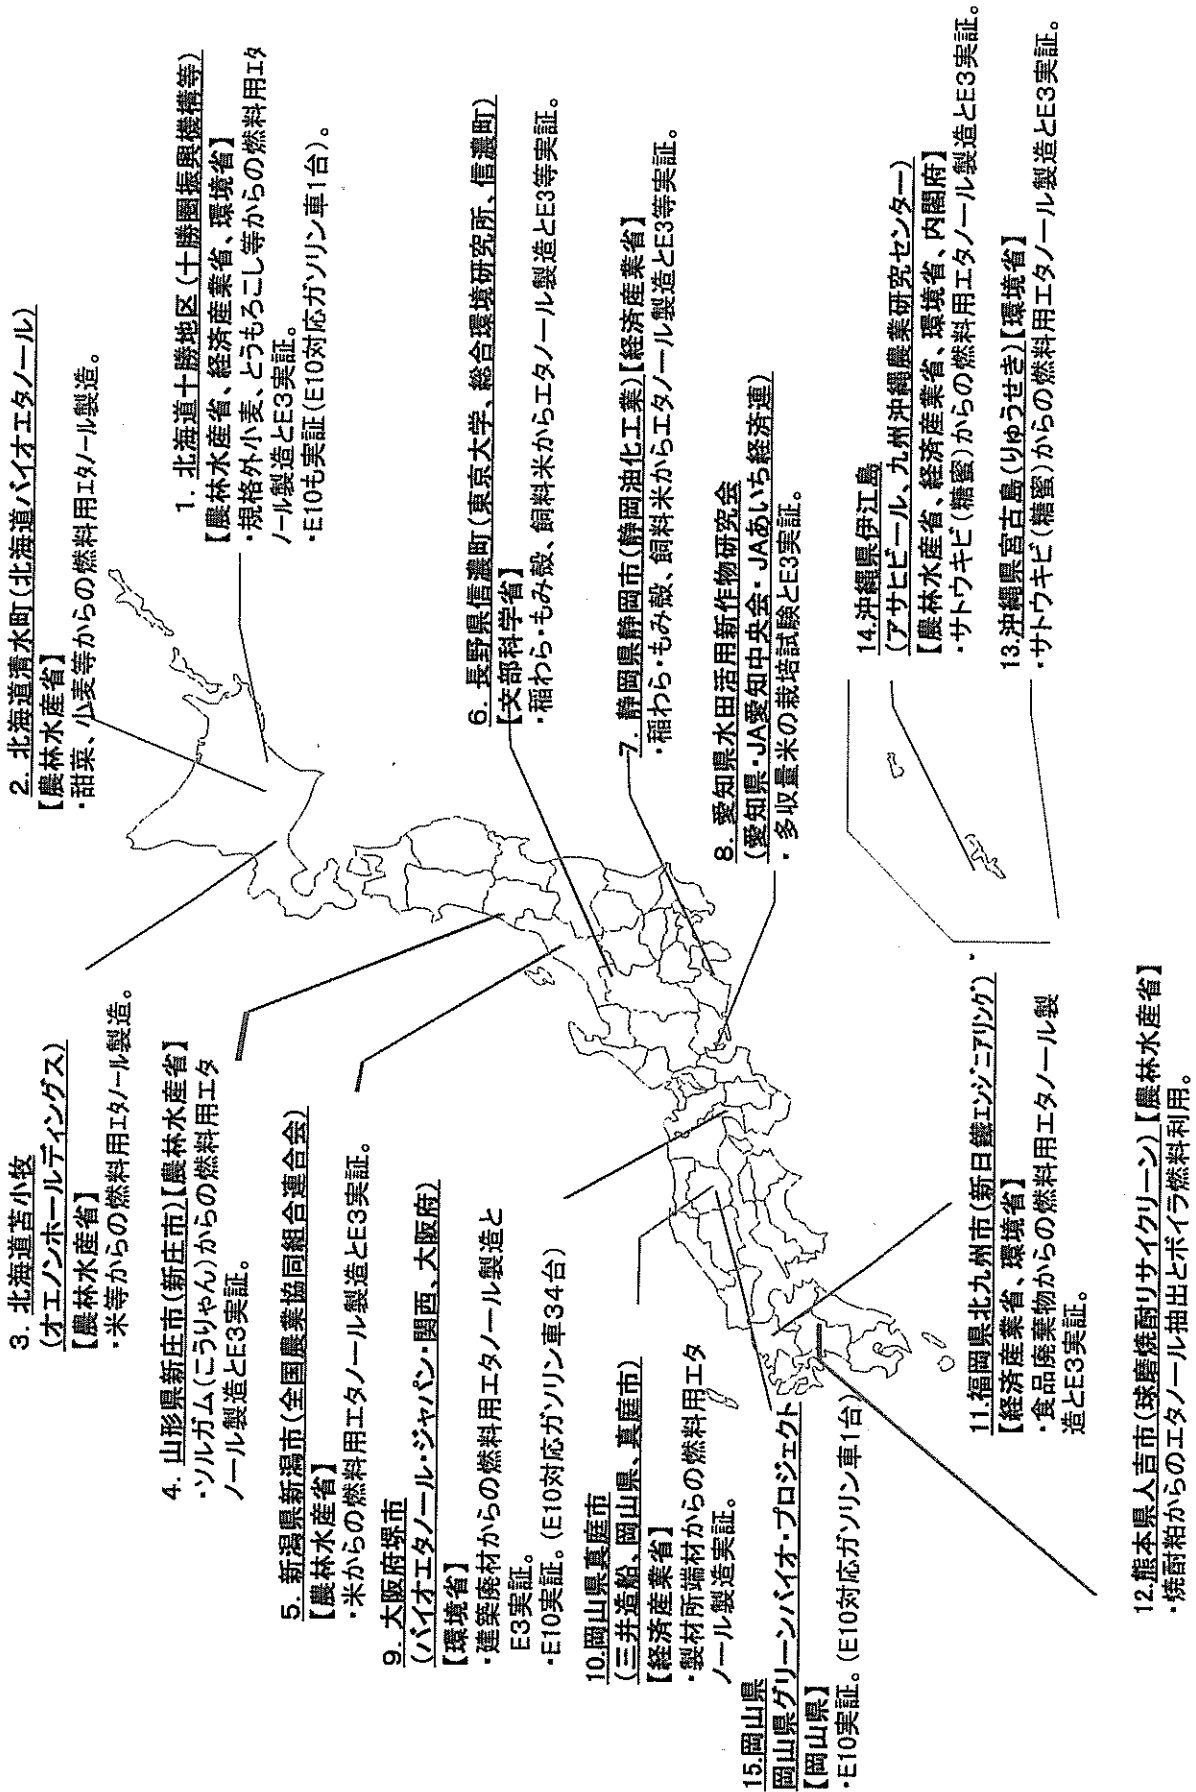 1. 北海道十勝地区(十勝圏振興機構等)
【農林水産省、経済産業省、環境省】
・規格外小麦、とうもろこし等からの燃料用エタ
ノール製造とE3実証。
・E10も実証(E10対応ガソリン車1台)。
2. 北海道清水町(北海道バイオエタノール)
【農林水産省】
・甜菜、小麦等からの燃料用エタノール製造。
3. 北海道苫小牧
(オエノンホールディングス)
【農林水産省】
・米等からの燃料用エタノール製造。
4. 山形県新庄市(新庄市)【農林水産省】
・ソルガム(こうりゃん)からの燃料用エタ
ノール製造とE3実証。
5. 新潟県新潟市(全国農業協同組合連合会)
【農林水産省】
・米からの燃料用エタノール製造とE3実証。
6. 長野県信濃町(東京大学、総合環境研究所、信濃町)
【文部科学省】
・稲わら・もみ殻、飼料米からエタノール製造とE3等実証。
7. 静岡県静岡市(静岡油化工業)【経済産業省】
・稲わら・もみ殻、飼料米からエタノール製造とE3等実証。
8. 愛知県水田活用新作物研究会
(愛知県・JA愛知中央会・JAあいち経済連)
・多収量米の栽培試験とE3実証。
9. 大阪府堺市
(バイオエタノール・ジャパン・関西、大阪府)
【環境省】
・建築廃材からの燃料用エタノール製造と
E3実証。
・E10実証。(E10対応ガソリン車34台)
10.岡山県真庭市
(三井造船、岡山県、真庭市)
【経済産業省】
・製材所端材からの燃料用エタ
ノール製造実証。
15.岡山県
岡山県グリーンバイオ・プロジェクト
【岡山県】
・E10実証。(E10対応ガソリン車1台)
11.福岡県北九州市(新日鐵エンジニアリング)
【経済産業省、環境省】
・食品廃棄物からの燃料用エタノール製
造とE3実証。
12.熊本県人吉市(球磨焼酎リサイクリーン)【農林水産省】
・焼酎粕からのエタノール抽出とボイラ燃料利用。
14.沖縄県伊江島
(アサヒビール、九州沖縄農業研究センター)
【農林水産省、経済産業省、環境省、内閣府】
・サトウキビ(糖蜜)からの燃料用エタノール製造とE3実証。
13.沖縄県宮古島(りゅうせき)【環境省】
・サトウキビ(糖蜜)からの燃料用エタノール製造とE3実証。